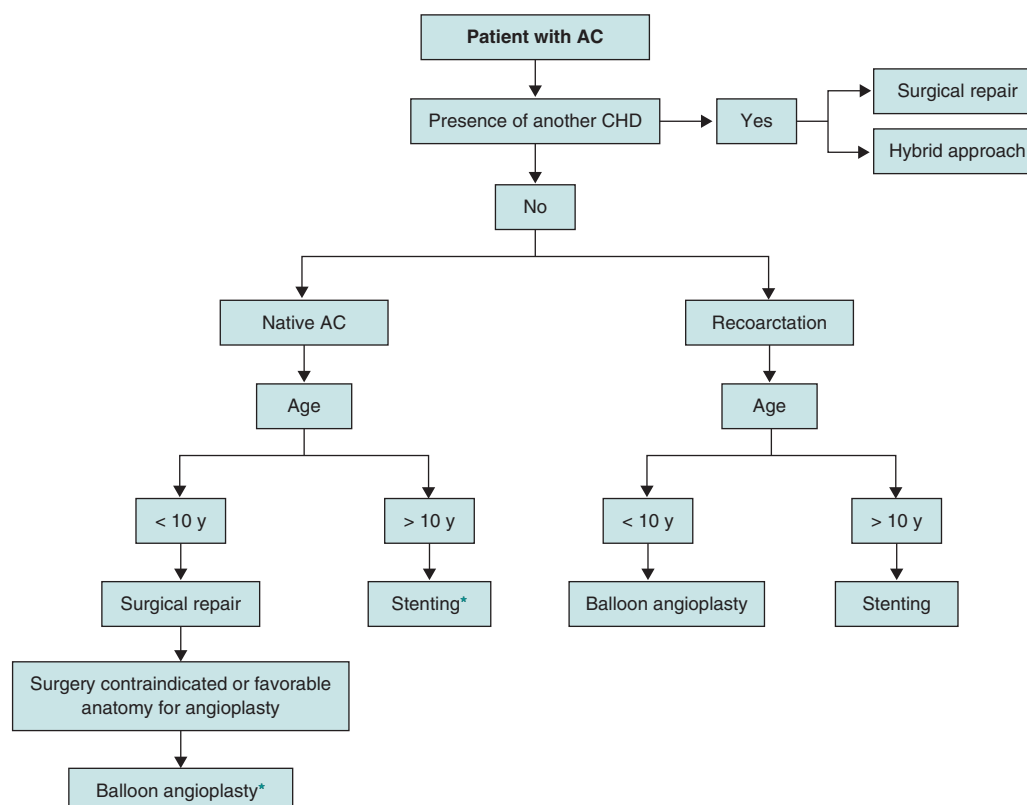 Patient with AC
Presence of another CHD
Yes
Surgical repair
Hybrid approach
No
Native AC
Recoarctation
Age
Age
< 10 y
> 10 y
< 10 y
> 10 y
Surgical repair
Stenting*
Balloon angioplasty
Stenting
Surgery contraindicated or favorable
anatomy for angioplasty
Balloon angioplasty*